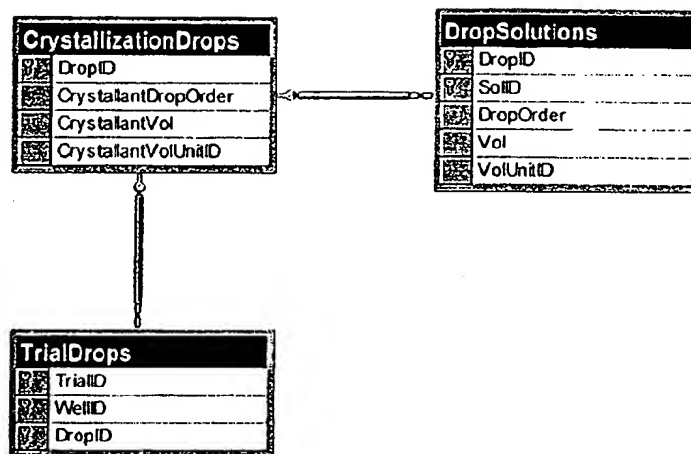 CrystallizationDrops
DropID
CrystallantDropOrder
CrystallantVol
CrystallantVolUnitID
DropSolutions
DropID
SolID
DropOrder
Vol
VolUnitID
TrialDrops
TrialID
WellID
DropID